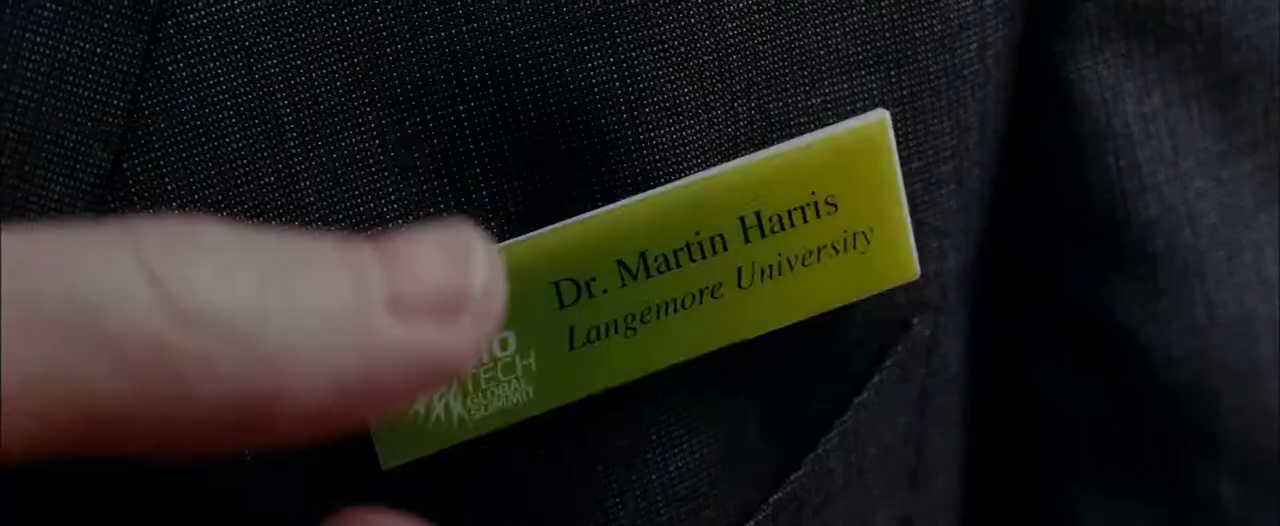 Dr. Martin Harris
Langemore University
TECH
GLOBAL
SUMMIT